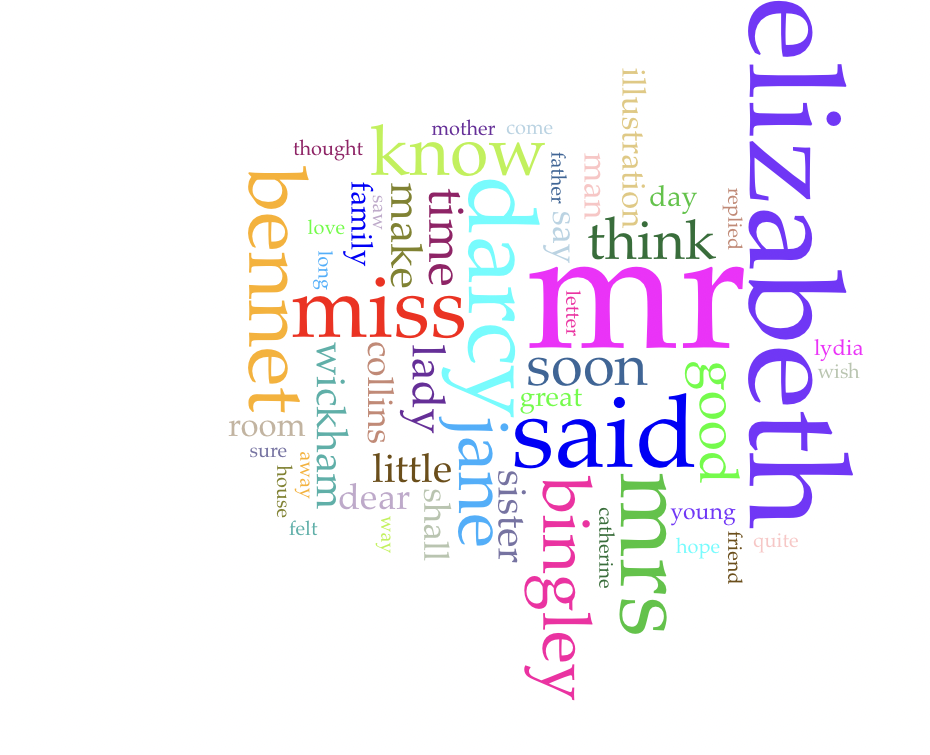 elizabeth
illustration
mother
come
know
thought
father
man
bennet
family
saw
make
time
darcy
say
day
replied
love
think
long
mr
miss
letter
wickham
collins
lady
soon
good
lydia
wish
great
said
room
jane
sure
little
away
house
dear
shall
sister
bingley
mrs
young
catherine
way
felt
hope
friend
quite